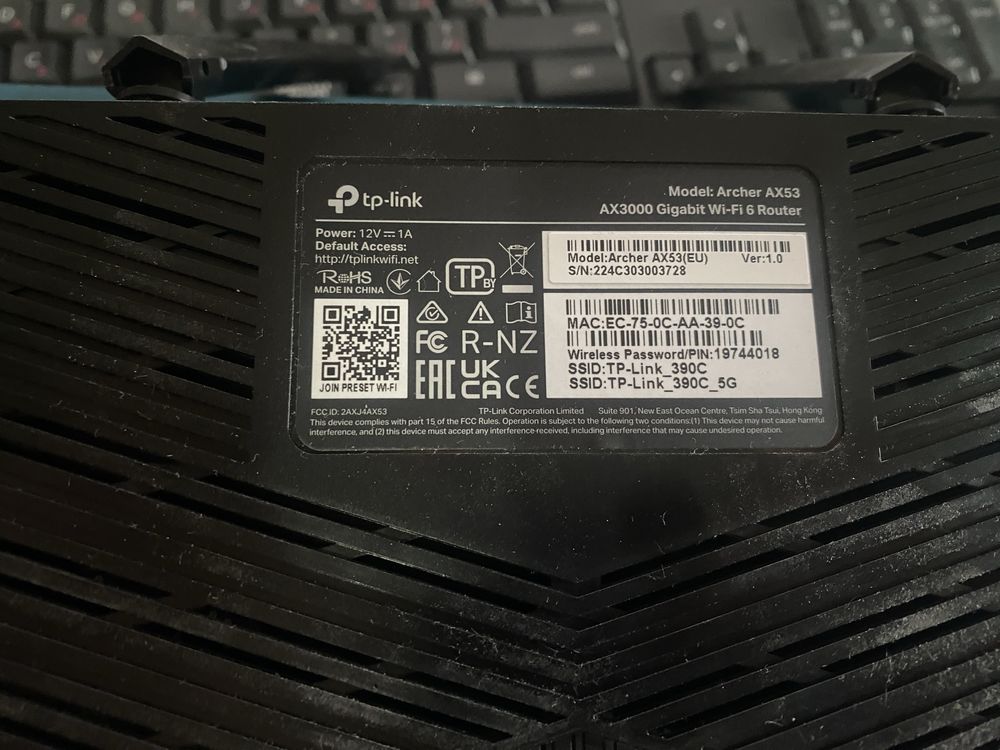 tp-link
Model: Archer AX53
AX3000 Gigabit Wi-Fi 6 Router
Power: 12V⎓1A
Default Access:
http://tplinkwifi.net
RoHS
MADE IN CHINA
TP BY
Model:Archer AX53(EU) Ver:1.0
S/N:224C303003728
MAC:EC-75-0C-AA-39-0C
Wireless Password/PIN:19744018
SSID:TP-Link_390C
SSID:TP-Link_390C_5G
FC R-NZ
EAC UKCA CE
JOIN PRESET WI-FI
FCC ID: 2AXJ4AX53 TP-Link Corporation Limited Suite 901, New East Ocean Centre, Tsim Sha Tsui, Hong Kong
This device complies with part 15 of the FCC Rules. Operation is subject to the following two conditions:(1) This device may not cause harmful
interference, and (2) this device must accept any interference received, including interference that may cause undesired operation.